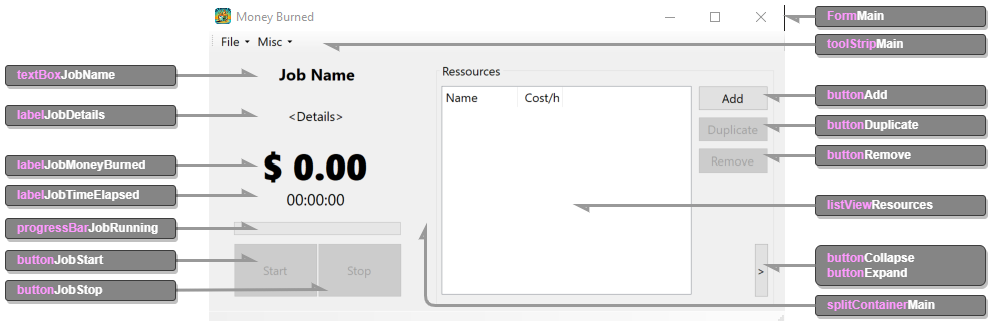 Money Burned
File Misc
Job Name
<Details>
$ 0.00
00:00:00
Start Stop
Ressources
Name Cost/h
Add
Duplicate
Remove
>
textBoxJobName
labelJobDetails
labelJobMoneyBurned
labelJobTimeElapsed
progressBarJobRunning
buttonJobStart
buttonJobStop
FormMain
toolStripMain
buttonAdd
buttonDuplicate
buttonRemove
listViewResources
buttonCollapse
buttonExpand
splitContainerMain